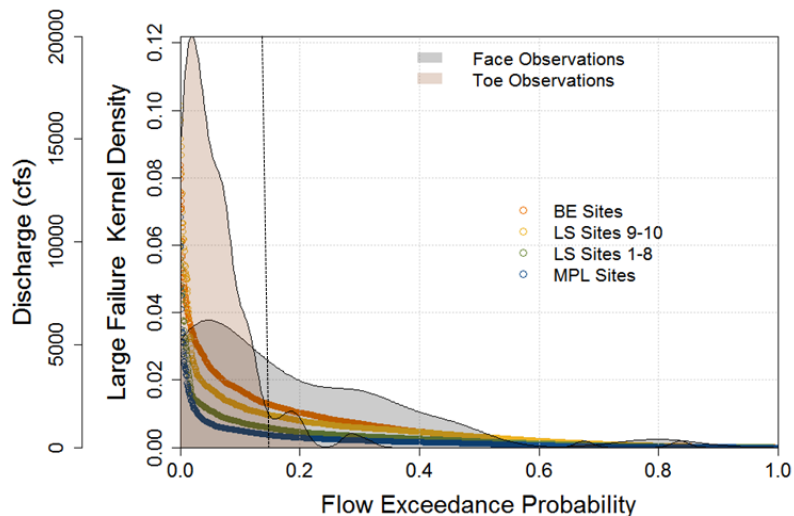 Discharge (cfs)
0
5000
10000
15000
20000
Large Failure Kernel Density
0.00
0.02
0.04
0.06
0.08
0.10
0.12
Face Observations
Toe Observations
BE Sites
LS Sites 9-10
LS Sites 1-8
MPL Sites
0.0 0.2 0.4 0.6 0.8 1.0
Flow Exceedance Probability